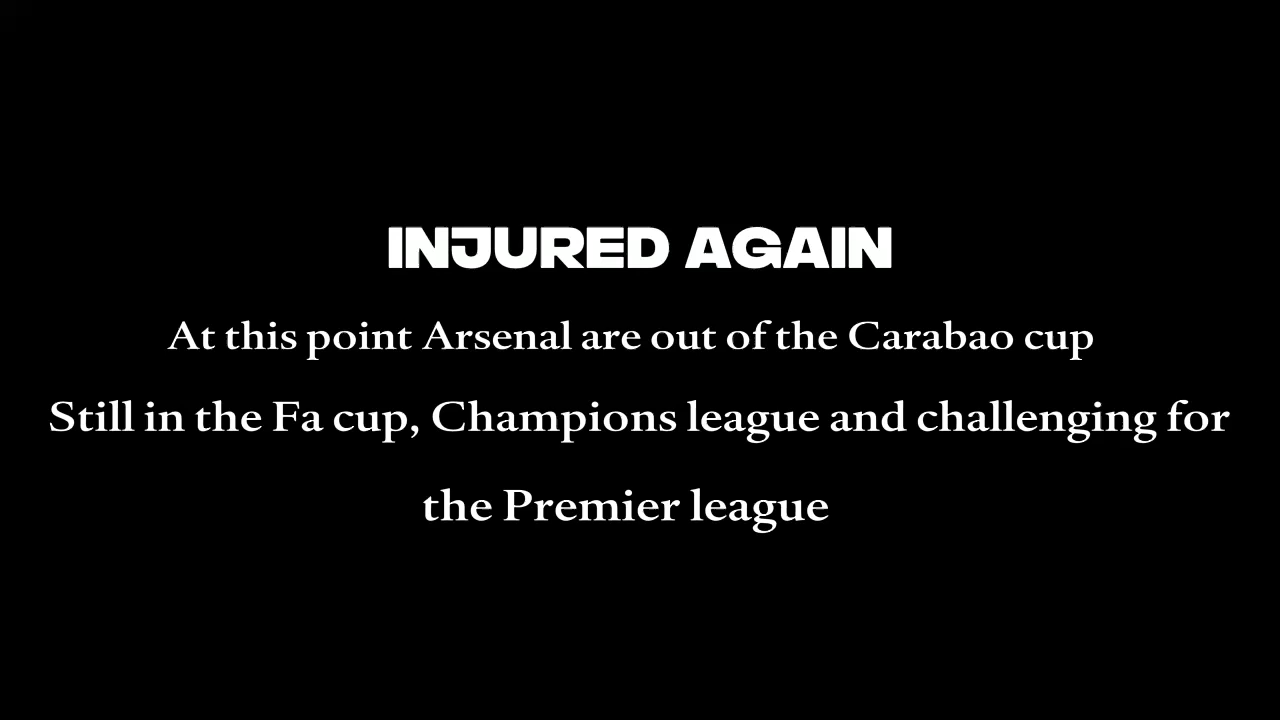 INJURED AGAIN
At this point Arsenal are out of the Carabao cup
Still in the Fa cup, Champions league and challenging for
the Premier league